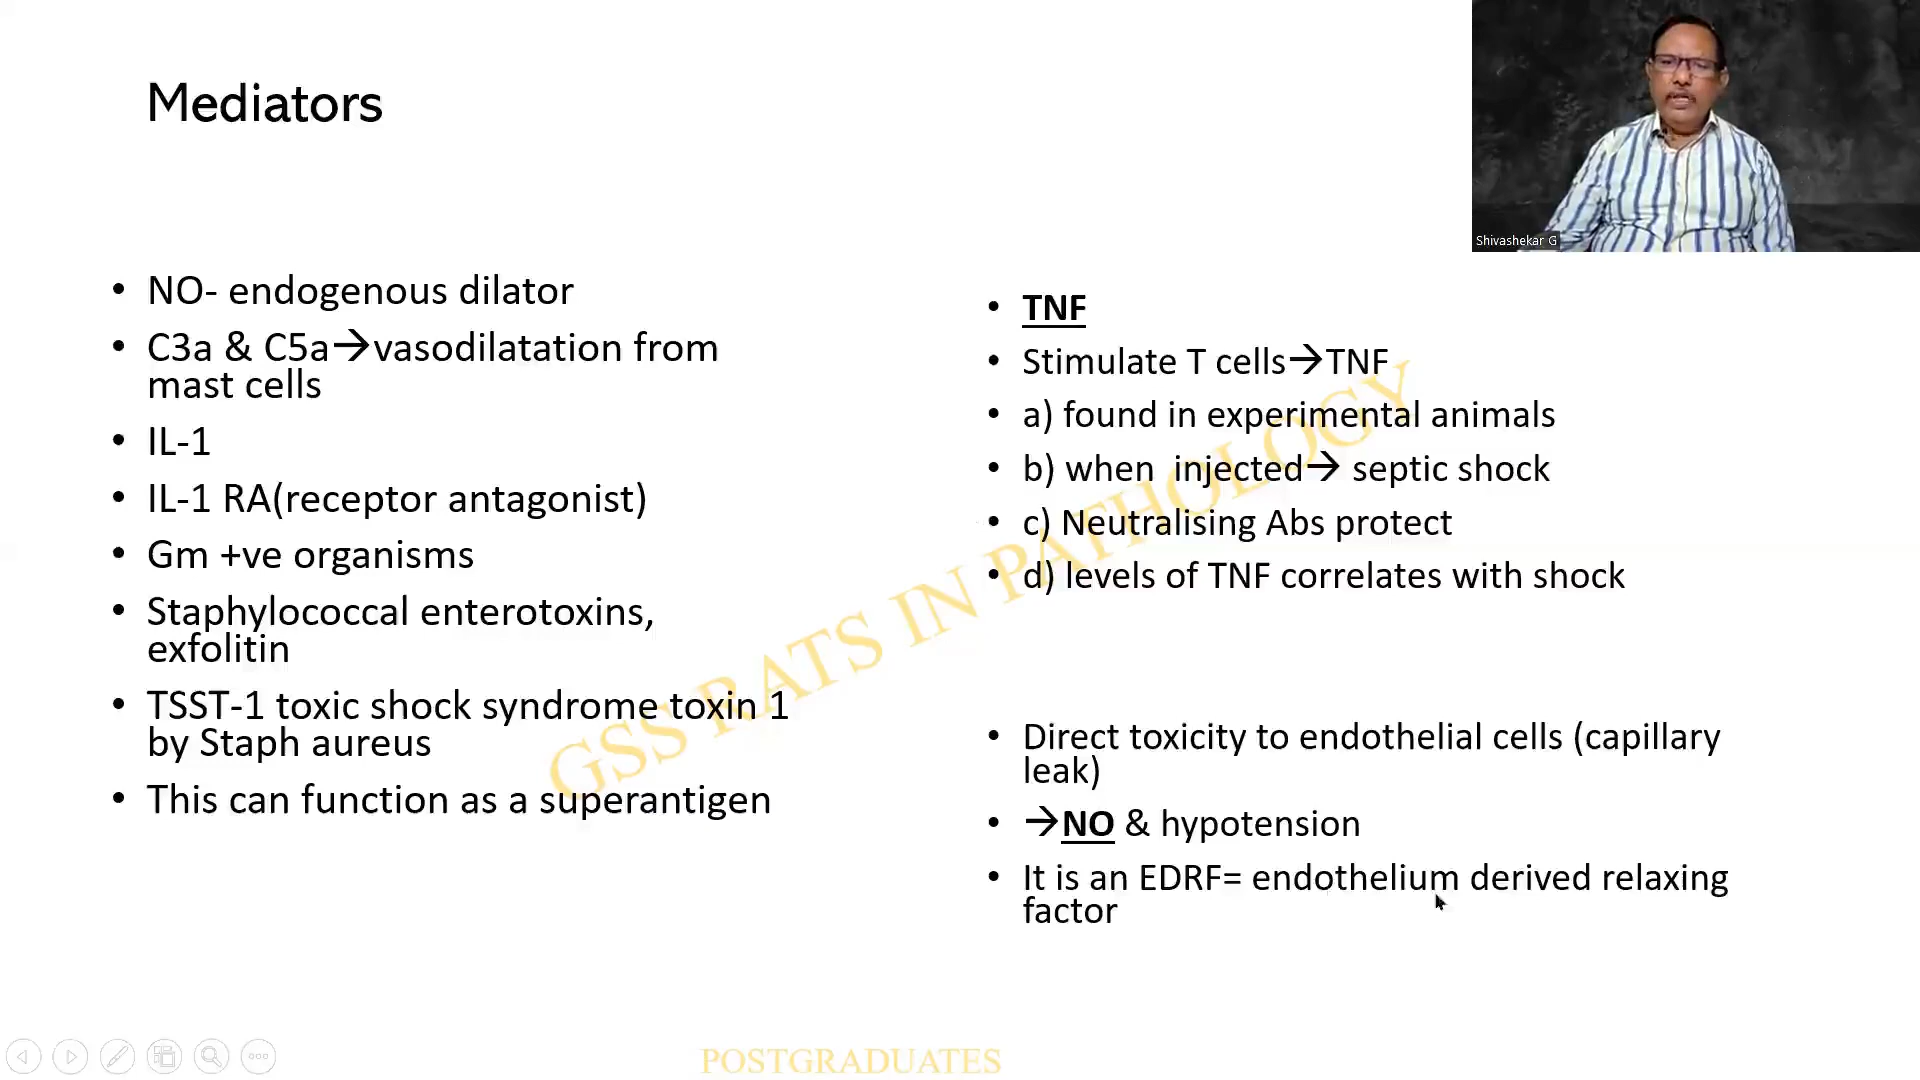 Mediators
Shivashekar G
• NO- endogenous dilator
• C3a & C5a→vasodilatation from
mast cells
• IL-1
• IL-1 RA(receptor antagonist)
• Gm +ve organisms
• Staphylococcal enterotoxins,
exfolitin
• TSST-1 toxic shock syndrome toxin 1
by Staph aureus
• This can function as a superantigen
• TNF
• Stimulate T cells→TNF
• a) found in experimental animals
• b) when  injected→ septic shock
• c) Neutralising Abs protect
• d) levels of TNF correlates with shock
• Direct toxicity to endothelial cells (capillary
leak)
• →NO & hypotension
• It is an EDRF= endothelium derived relaxing
factor
GSS RATS IN PATHOLOGY
POSTGRADUATES